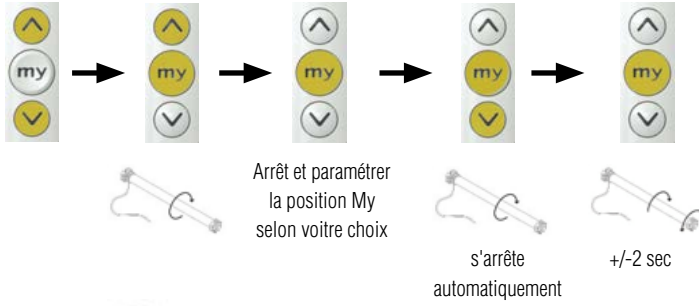 my
my
my
my
my
Arrêt et paramétrer
la position My
selon voitre choix
s'arrête
automatiquement
+/-2 sec